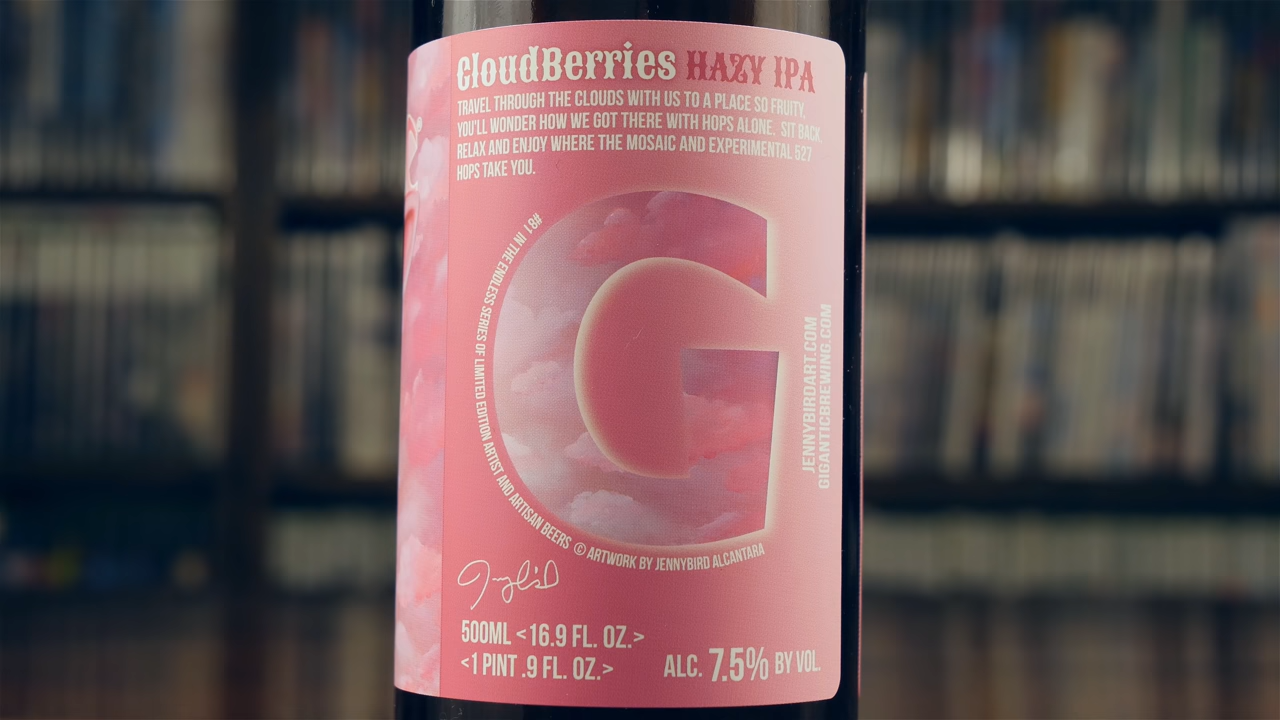 CloudBerries HAZY IPA
TRAVEL THROUGH THE CLOUDS WITH US TO A PLACE SO FRUITY,
YOU'LL WONDER HOW WE GOT THERE WITH HOPS ALONE. SIT BACK,
RELAX AND ENJOY WHERE THE MOSAIC AND EXPERIMENTAL 527
HOPS TAKE YOU.
#81 IN THE ENDLESS SERIES OF LIMITED EDITION ARTIST AND ARTISAN BEERS © ARTWORK BY JENNYBIRD ALCANTARA
G
JENNYBIRDART.COM
GIGANTICBREWING.COM
500ML <16.9 FL. OZ.>
<1 PINT .9 FL. OZ.>
ALC. 7.5% BY VOL.